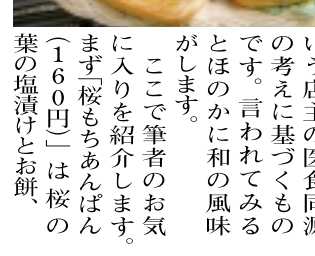 いう店主の医食同源
の考えに基づくもの
です。言われてみる
とほのかに和の風味
がします。
ここで筆者のお気
に入りを紹介します。
まず「桜もちあんぱん
(160円)」は 桜 の
葉の塩漬けとお餅、